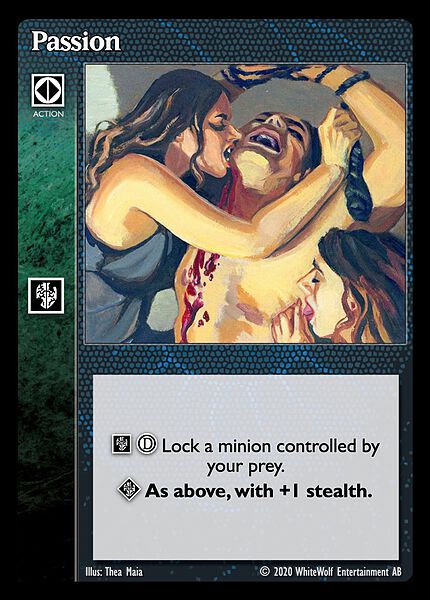 Passion
ACTION
D Lock a minion controlled by
your prey.
As above, with +1 stealth.
Illus: Thea Maia © 2020 WhiteWolf Entertainment AB